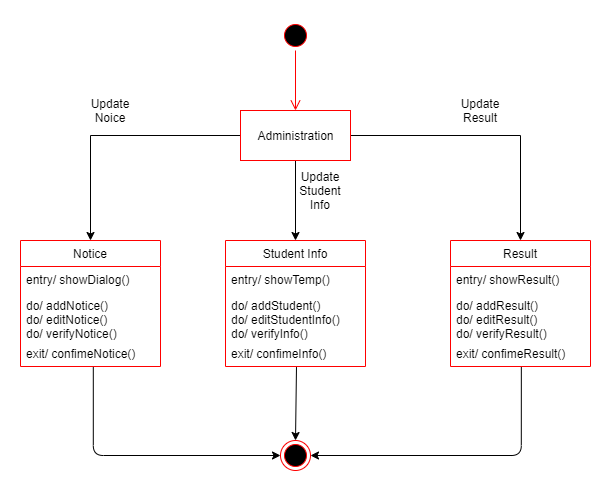 Update
Noice
Update
Result
Administration
Update
Student
Info
Notice
entry/ showDialog()
do/ addNotice()
do/ editNotice()
do/ verifyNotice()
exit/ confimeNotice()
Student Info
entry/ showTemp()
do/ addStudent()
do/ editStudentInfo()
do/ verifyInfo()
exit/ confimeInfo()
Result
entry/ showResult()
do/ addResult()
do/ editResult()
do/ verifyResult()
exit/ confimeResult()